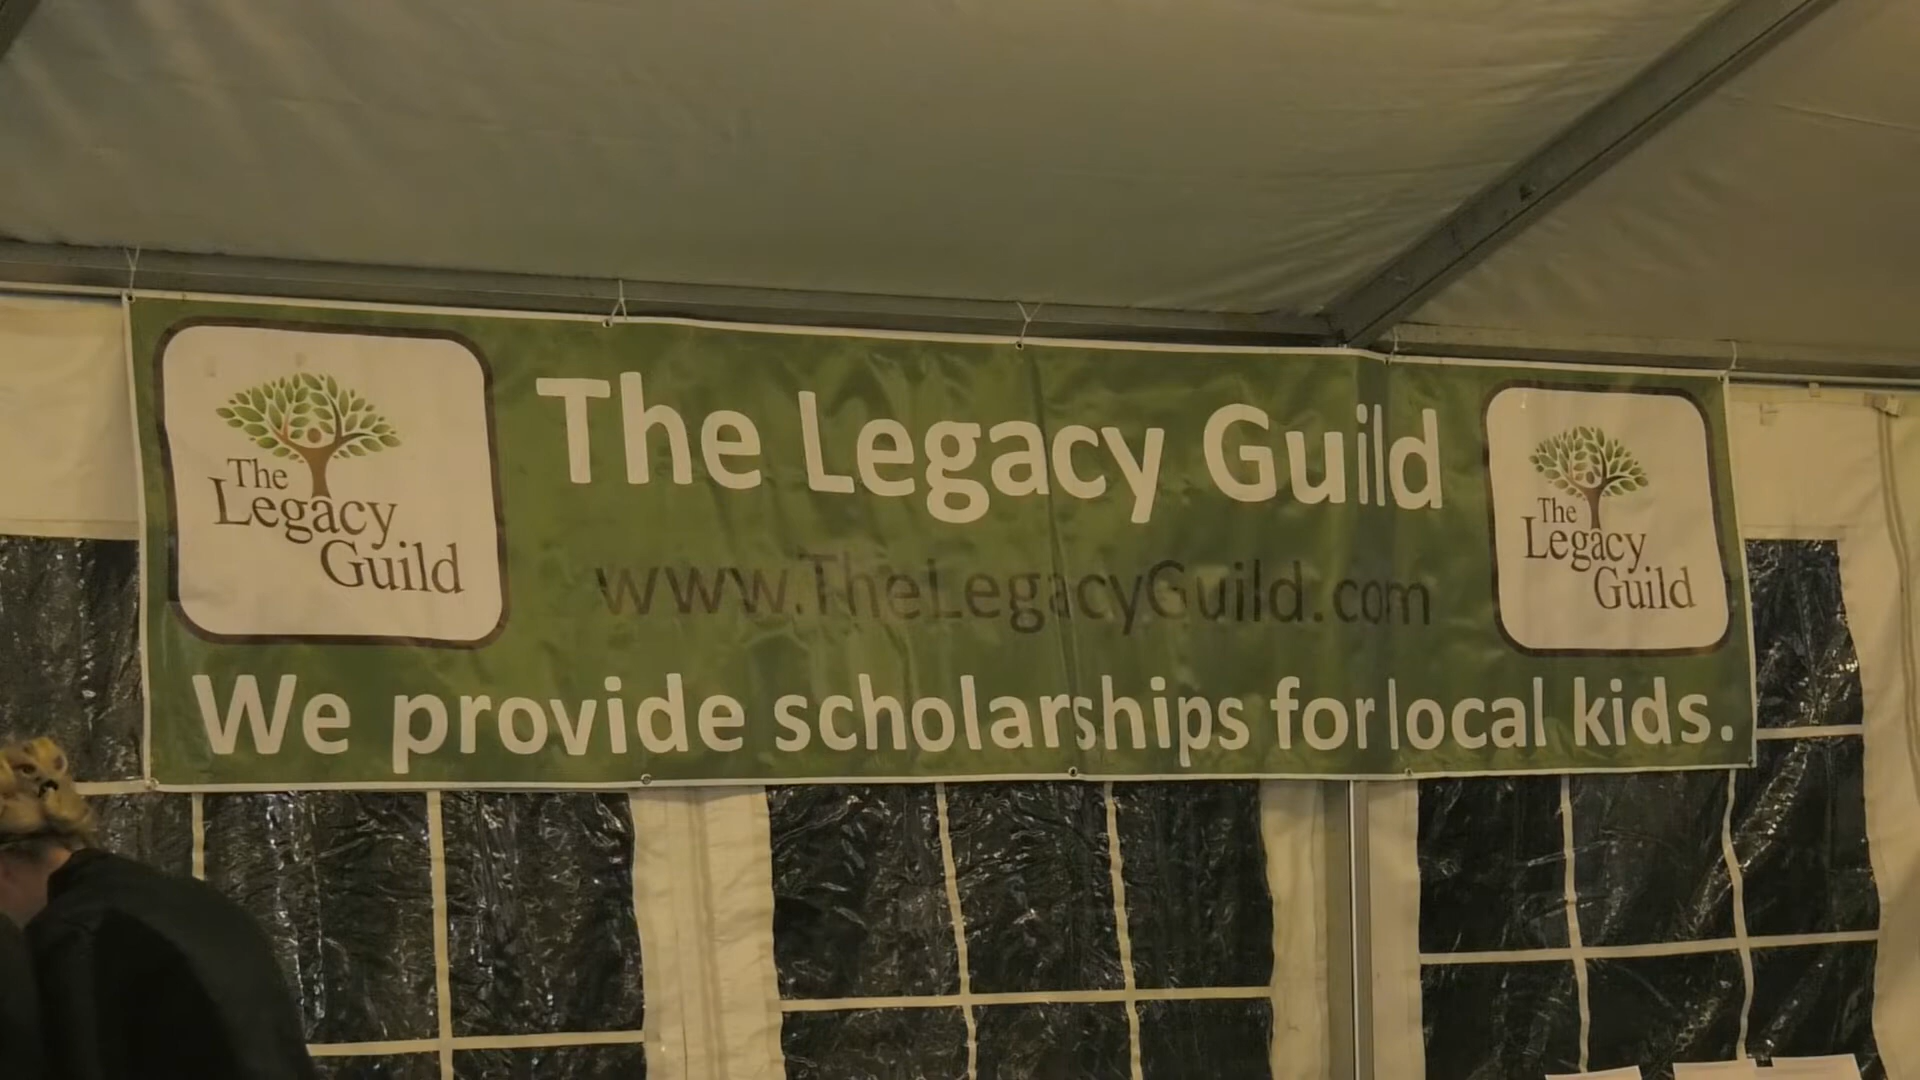 The
Legacy
Guild
The Legacy Guild
www.TheLegacyGuild.com
We provide scholarships for local kids.
The
Legacy
Guild